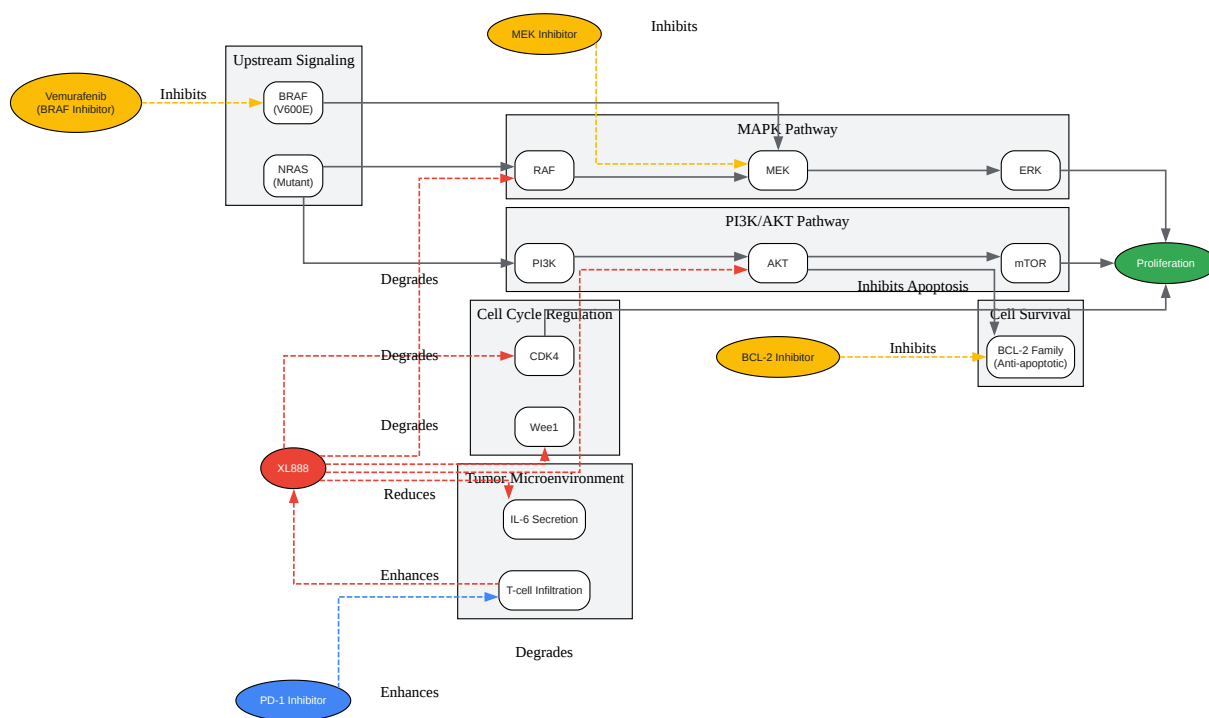 Inhibits
MEK Inhibitor
Upstream Signaling
Vemurafenib
(BRAF Inhibitor)
Inhibits
BRAF
(V600E)
MAPK Pathway
NRAS
(Mutant)
RAF
MEK
ERK
PI3K/AKT Pathway
PI3K
AKT
mTOR
Proliferation
Degrades
Inhibits Apoptosis
Cell Cycle Regulation
Cell Survival
CDK4
Degrades
BCL-2 Inhibitor
Inhibits
BCL-2 Family
(Anti-apoptotic)
Degrades
Wee1
XL888
Tumor Microenvironment
Reduces
IL-6 Secretion
Enhances
T-cell Infiltration
Degrades
PD-1 Inhibitor
Enhances